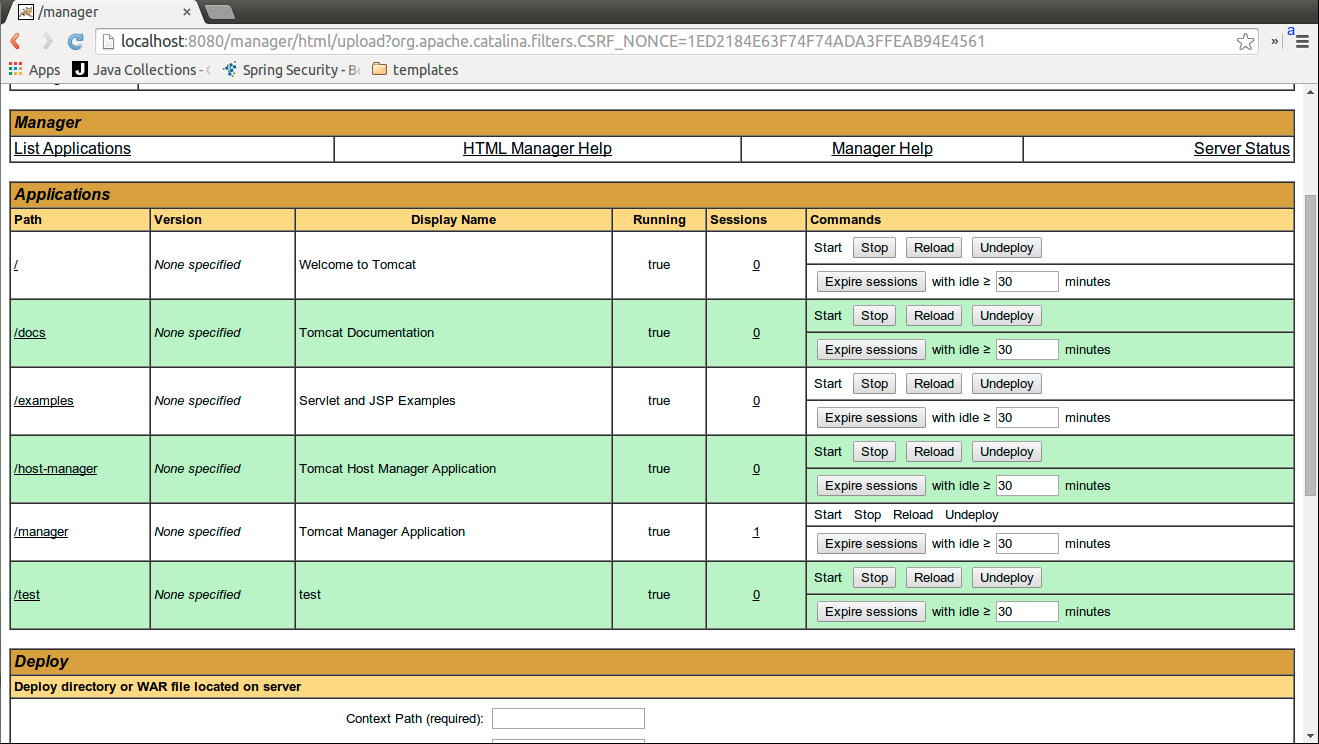 /manager ×
localhost:8080/manager/html/upload?org.apache.catalina.filters.CSRF_NONCE=1ED2184E63F74F74ADA3FFEAB94E4561 » a
Apps J Java Collections - Spring Security - Be templates
Manager
List Applications HTML Manager Help Manager Help Server Status
Applications
Path Version Display Name Running Sessions Commands
/ None specified Welcome to Tomcat true 0 Start Stop Reload Undeploy
Expire sessions with idle ≥ 30 minutes
/docs None specified Tomcat Documentation true 0 Start Stop Reload Undeploy
Expire sessions with idle ≥ 30 minutes
/examples None specified Servlet and JSP Examples true 0 Start Stop Reload Undeploy
Expire sessions with idle ≥ 30 minutes
/host-manager None specified Tomcat Host Manager Application true 0 Start Stop Reload Undeploy
Expire sessions with idle ≥ 30 minutes
/manager None specified Tomcat Manager Application true 1 Start Stop Reload Undeploy
Expire sessions with idle ≥ 30 minutes
/test None specified test true 0 Start Stop Reload Undeploy
Expire sessions with idle ≥ 30 minutes
Deploy
Deploy directory or WAR file located on server
Context Path (required):